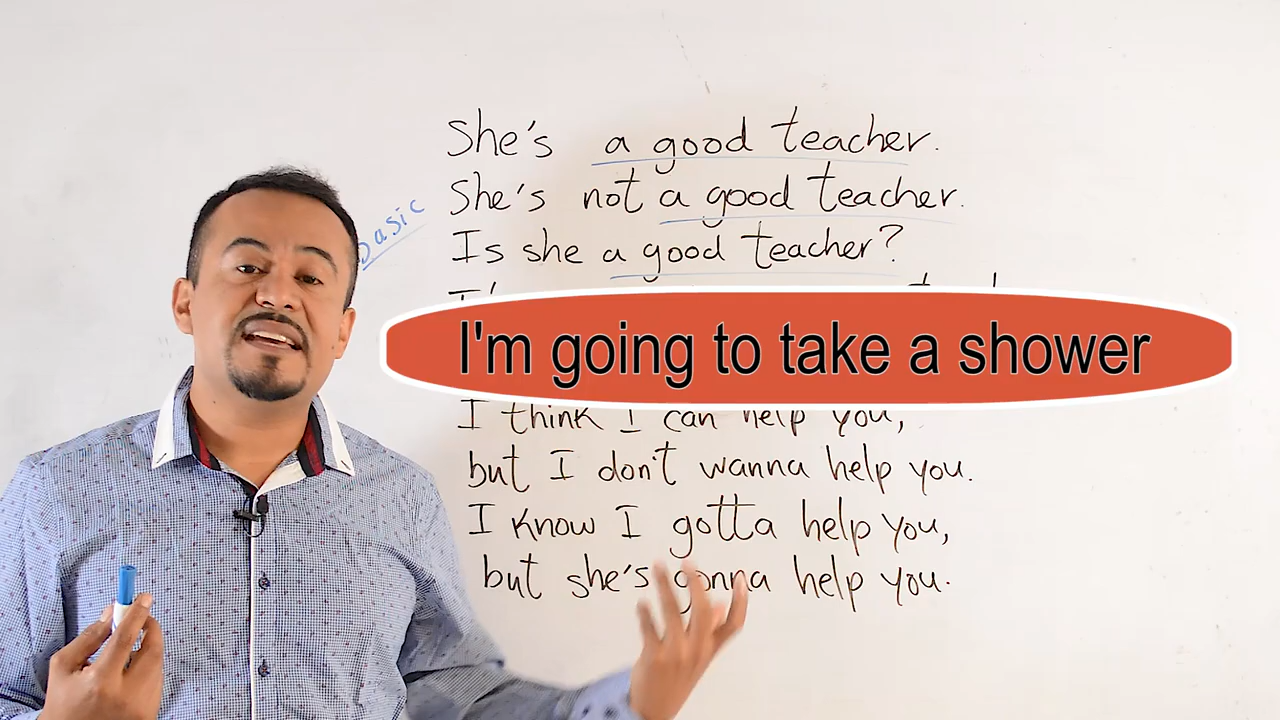 She's a good teacher.
She's not a good teacher.
basic
Is she a good teacher?
I'm going to take a shower
I think I can help you,
but I don't wanna help you.
I know I gotta help you,
but she's gonna help you.